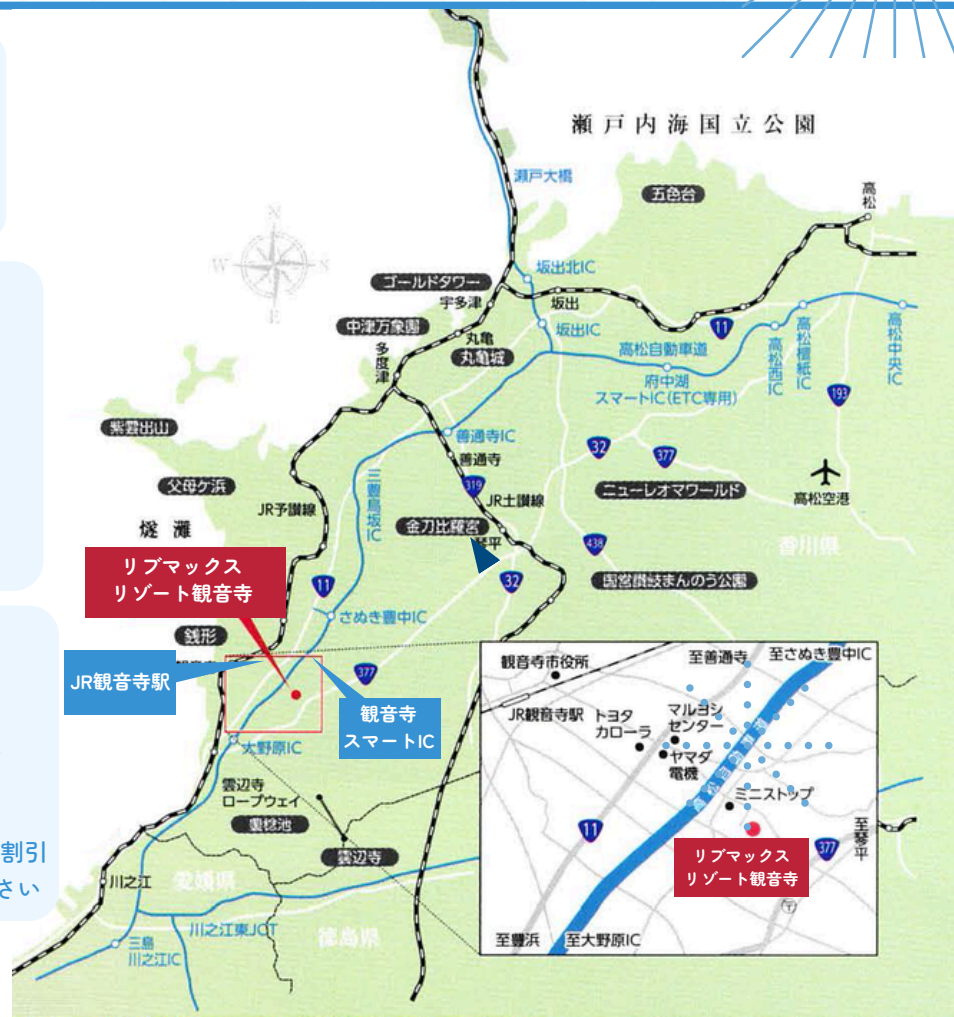 瀬戸内海国立公園
瀬戸大橋
五色台
高松
N
W
S
E
坂出北IC
ゴールドタワー
宇多津
坂出
中津万象園
坂出IC
11
丸亀
高松自動車道
高松西IC
高松檀紙IC
高松中央IC
多度津
丸亀城
府中湖
スマートIC(ETC専用)
193
紫雲出山
善通寺IC
善通寺
32
377
父母ケ浜
三豊鳥坂IC
319
JR予讃線
JR土讃線
ニューレオマワールド
高松空港
燧灘
金刀比羅宮
琴平
438
香川県
リブマックス
リゾート観音寺
11
32
国営讃岐まんのう公園
さぬき豊中IC
銭形
JR観音寺駅
377
観音寺
スマートIC
大野原IC
雲辺寺
ロープウェイ
豊稔池
雲辺寺
割引
さい
川之江
愛媛県
川之江東JCT
徳島県
三島
川之江IC
観音寺市役所
至善通寺
至さぬき豊中IC
JR観音寺駅
トヨタ
カローラ
マルヨシ
センター
ヤマダ
電機
高松自動車道
ミニストップ
11
リブマックス
リゾート観音寺
377
至琴平
至豊浜
至大野原IC